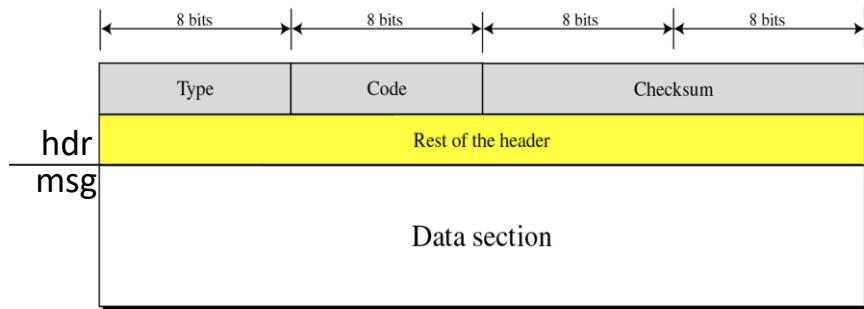 8 bits 8 bits 8 bits 8 bits
Type Code Checksum
hdr Rest of the header
msg
Data section